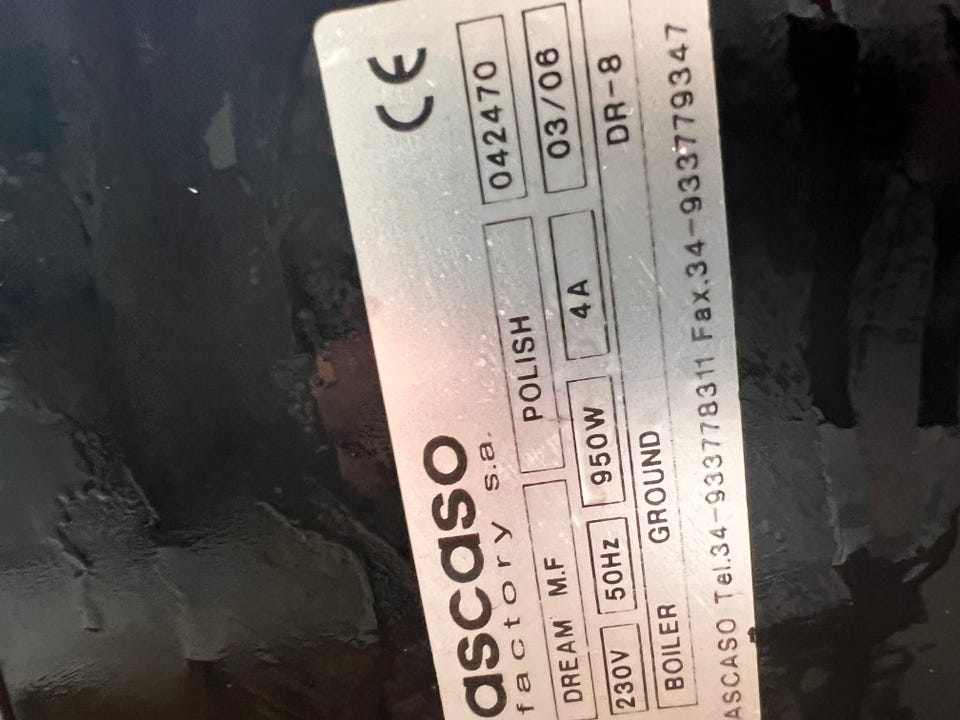 ascaso CE
factory s.a.
DREAM M.F POLISH 042470
230V 50Hz 950W 4A 03/06
BOILER GROUND DR-8
ASCASO Tel.34-933778311 Fax.34-933779347